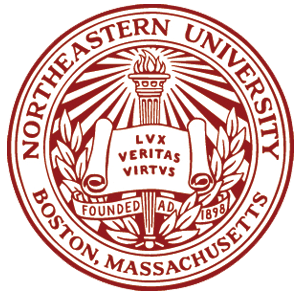 NORTHEASTERN UNIVERSITY
LVX
VERITAS
VIRTVS
FOUNDED A.D. 1898
BOSTON, MASSACHUSETTS